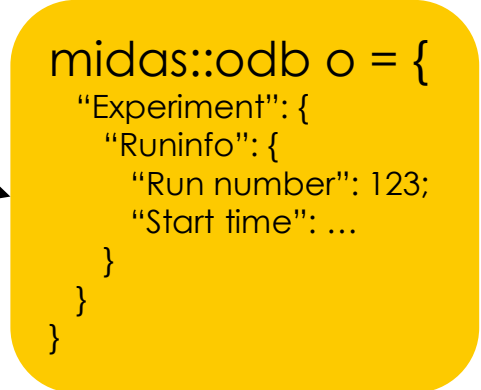 midas::odb o = {
“Experiment”: {
“Runinfo”: {
“Run number”: 123;
“Start time”: …
}
}
}